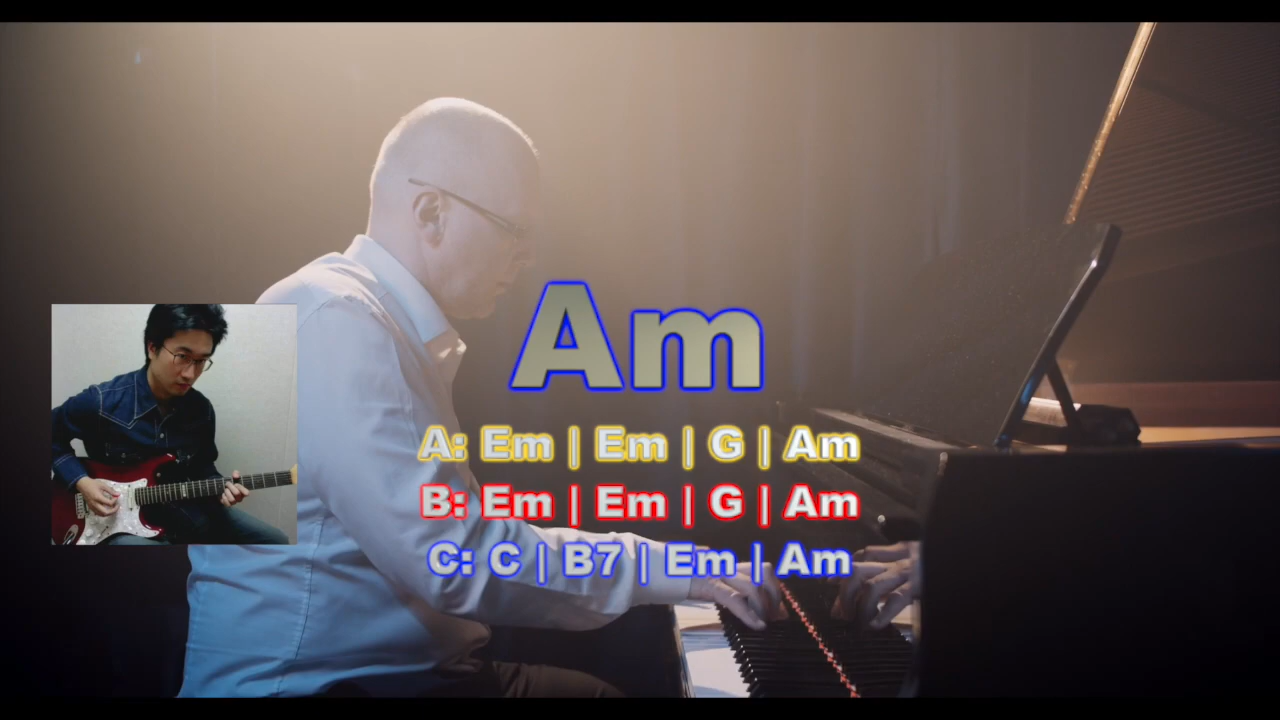 Am
A: Em | Em | G | Am
B: Em | Em | G | Am
C: C | B7 | Em | Am